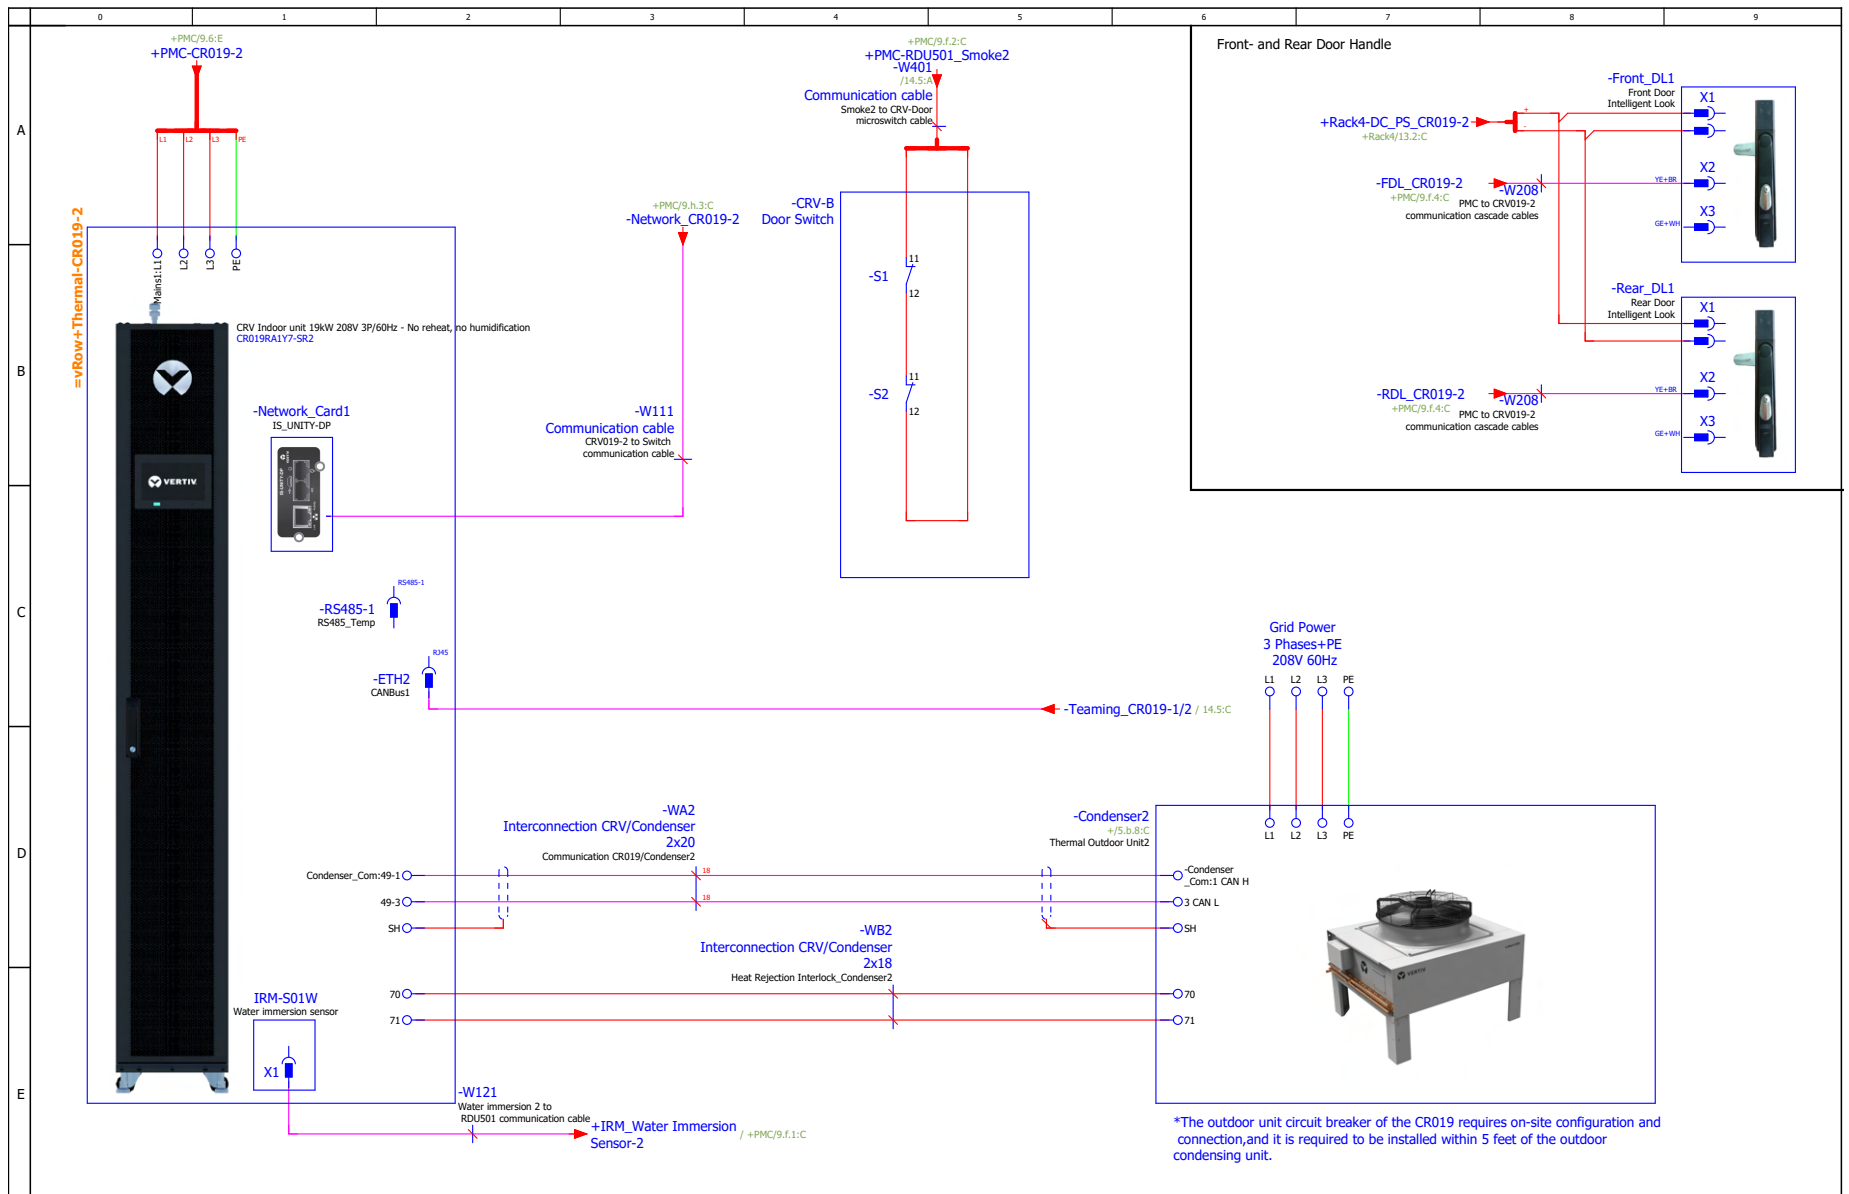 0 1 2 3 4 5 6 7 8 9
A
B
C
D
E
+PMC/9.6:E
+PMC-CR019-2
L1 L2 L3 PE
=vRow+Thermal-CR019-2
Mains1:L1
L2
L3
PE
CRV Indoor unit 19kW 208V 3P/60Hz - No reheat, no humidification
CR019RA1Y7-SR2
VERTIV.
-Network_Card1
IS_UNITY-DP
-RS485-1
RS485_Temp
RS485-1
-ETH2
CANBus1
RJ45
-Teaming_CR019-1/2 / 14.5:C
+PMC/9.h.3:C
-Network_CR019-2
-W111
Communication cable
CRV019-2 to Switch
communication cable
+PMC/9.f.2:C
+PMC-RDU501_Smoke2
-W401
/14.5:A
Communication cable
Smoke2 to CRV-Door
microswitch cable
-CRV-B
Door Switch
-S1
11
12
-S2
11
12
Front- and Rear Door Handle
+Rack4-DC_PS_CR019-2
+Rack4/13.2:C
+
-
-Front_DL1
Front Door
Intelligent Look
X1
X2
X3
YE+BR
GE+WH
-FDL_CR019-2
+PMC/9.f.4:C
-W208
PMC to CRV019-2
communication cascade cables
-Rear_DL1
Rear Door
Intelligent Look
X1
X2
X3
YE+BR
GE+WH
-RDL_CR019-2
+PMC/9.f.4:C
-W208
PMC to CRV019-2
communication cascade cables
Grid Power
3 Phases+PE
208V 60Hz
L1 L2 L3 PE
L1 L2 L3 PE
-Condenser2
+/5.b.8:C
Thermal Outdoor Unit2
-WA2
Interconnection CRV/Condenser
2x20
Communication CR019/Condenser2
Condenser_Com:49-1
18
-Condenser
_Com:1 CAN H
49-3
18
3 CAN L
SH
SH
-WB2
Interconnection CRV/Condenser
2x18
Heat Rejection Interlock_Condenser2
70
70
71
71
VERTIV
IRM-S01W
Water immersion sensor
X1
-W121
Water immersion 2 to
RDU501 communication cable
+IRM_Water Immersion
Sensor-2
/ +PMC/9.f.1:C
*The outdoor unit circuit breaker of the CR019 requires on-site configuration and
connection,and it is required to be installed within 5 feet of the outdoor
condensing unit.